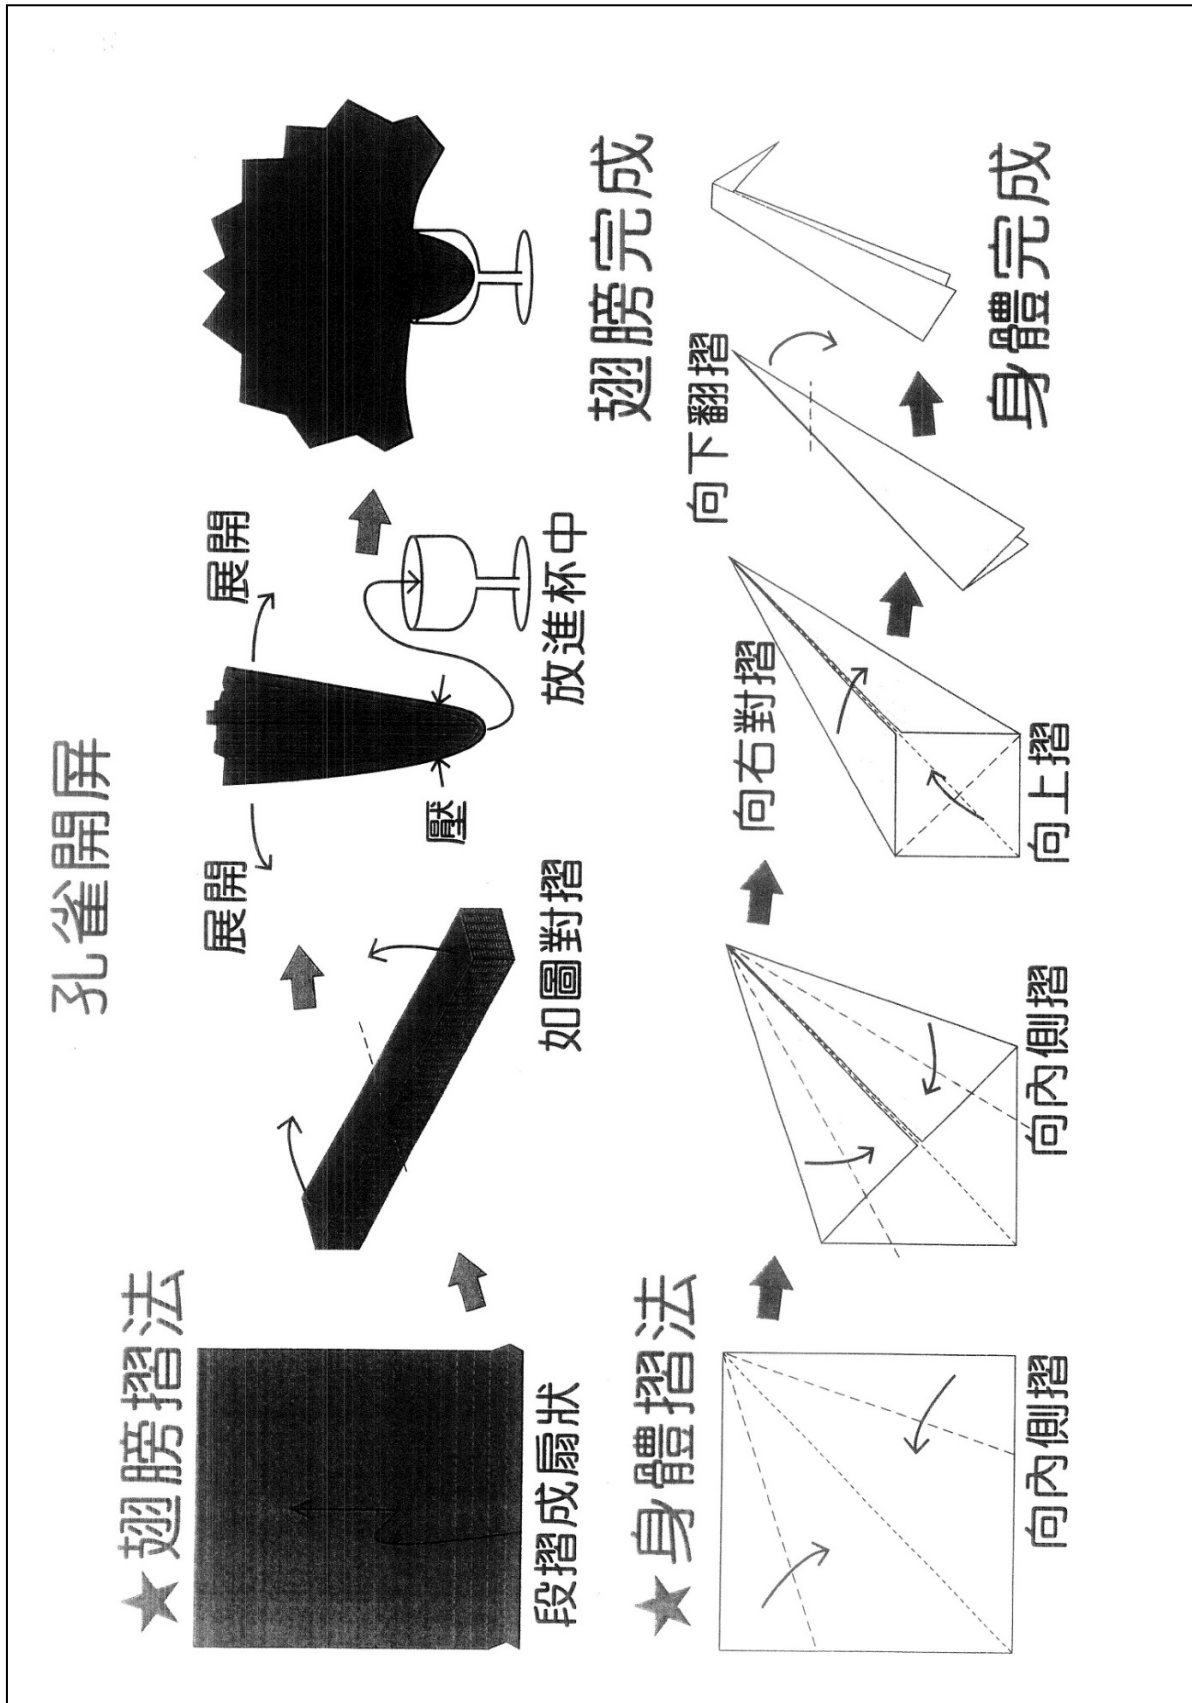 孔雀開屏
★翅膀摺法
段摺成扇狀
如圖對摺
展開
展開
壓
放進杯中
翅膀完成
★身體摺法
向內側摺
向內側摺
向上摺
向右對摺
向下翻摺
身體完成